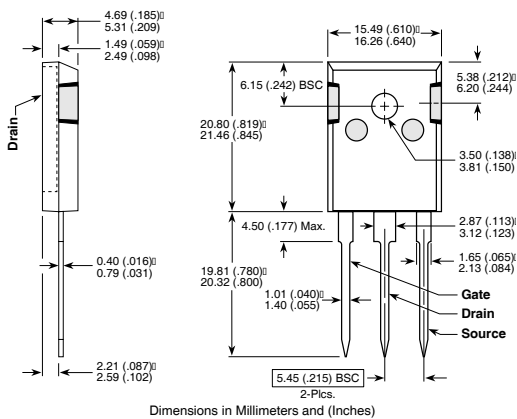 4.69 (.185)
5.31 (.209)
1.49 (.059)
2.49 (.098)
Drain
0.40 (.016)
0.79 (.031)
2.21 (.087)
2.59 (.102)
15.49 (.610)
16.26 (.640)
6.15 (.242) BSC
5.38 (.212)
6.20 (.244)
20.80 (.819)
21.46 (.845)
3.50 (.138)
3.81 (.150)
4.50 (.177) Max.
2.87 (.113)
3.12 (.123)
19.81 (.780)
20.32 (.800)
1.65 (.065)
2.13 (.084)
1.01 (.040)
1.40 (.055)
Gate
Drain
Source
5.45 (.215) BSC
2-Plcs.
Dimensions in Millimeters and (Inches)